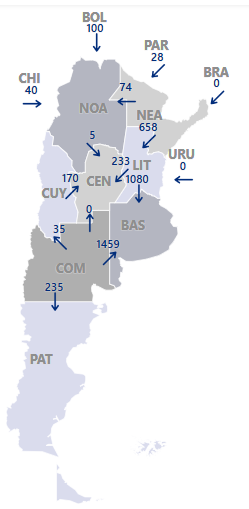 BOL
100
PAR
28
BRA
0
CHI
40
74
NOA
NEA
658
5
URU
0
233
LIT
170
CEN
1080
CUY
0
BAS
35
1459
COM
235
PAT